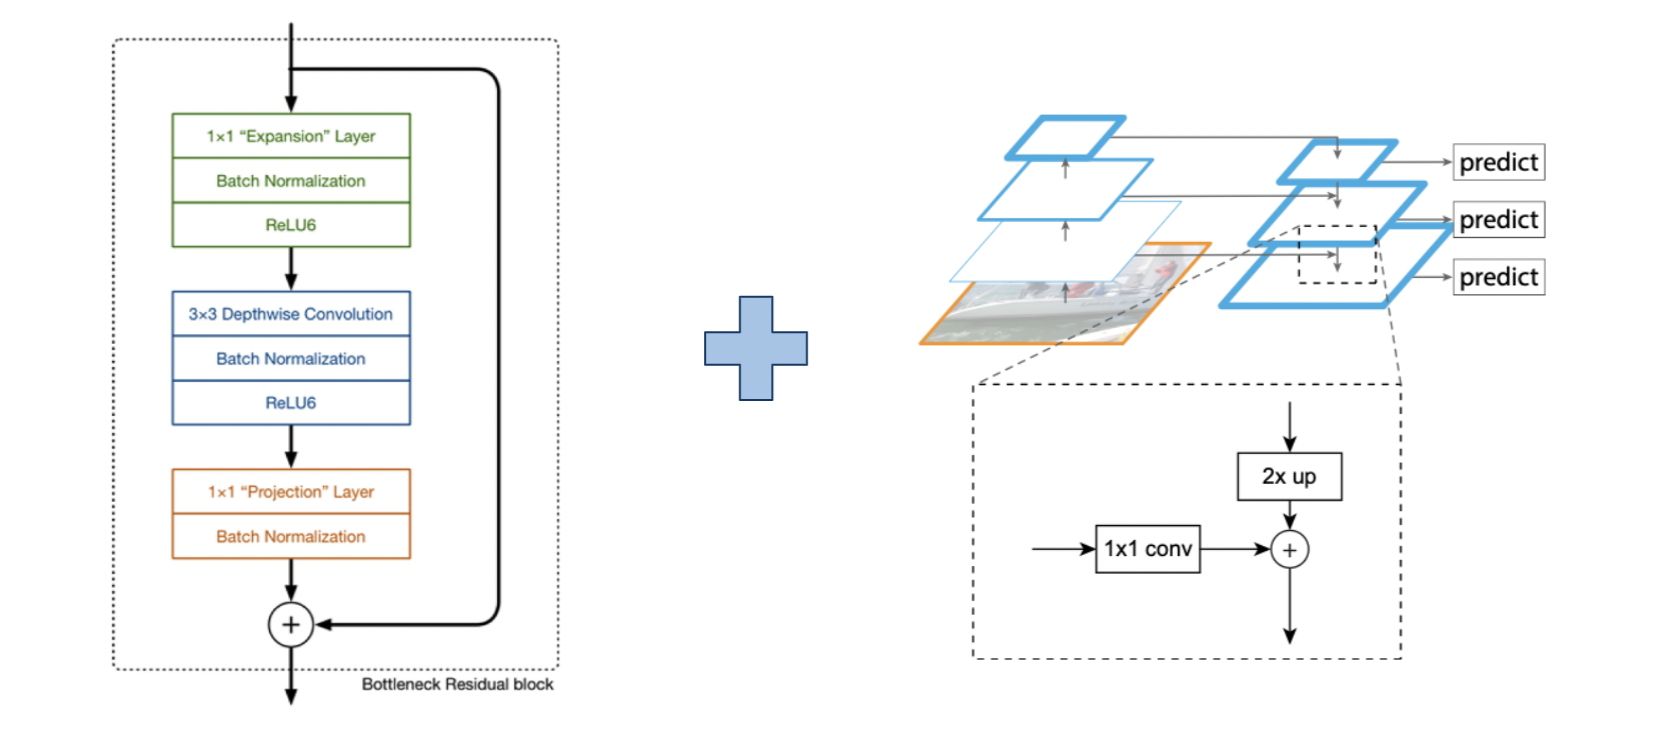 1×1 “Expansion” Layer
Batch Normalization
ReLU6
3×3 Depthwise Convolution
Batch Normalization
ReLU6
1×1 “Projection” Layer
Batch Normalization
+
Bottleneck Residual block
predict
predict
predict
2x up
1x1 conv
+